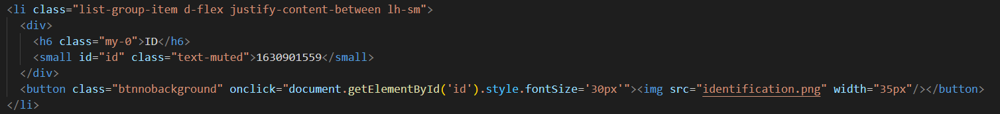 <li class="list-group-item d-flex justify-content-between lh-sm">
<div>
<h6 class="my-0">ID</h6>
<small id="id" class="text-muted">1630901559</small>
</div>
<button class="btnnobackground" onclick="document.getElementById('id').style.fontSize='30px'"><img src="identification.png" width="35px"/></button>
</li>